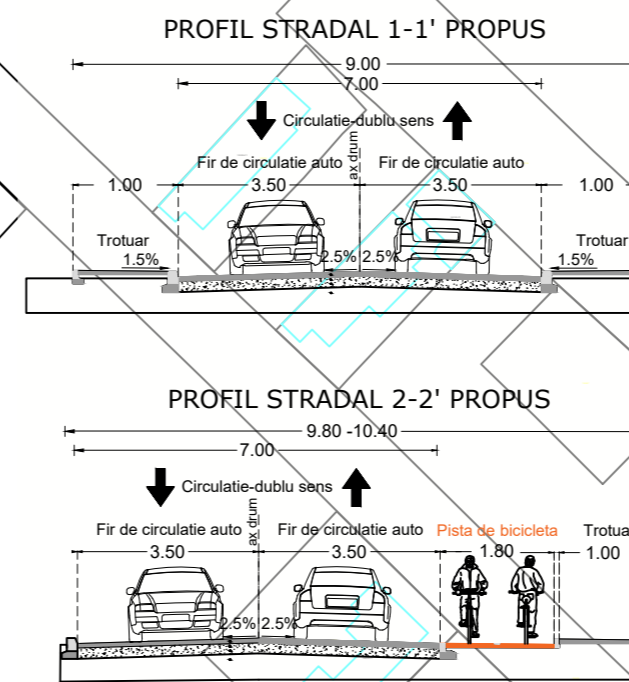 PROFIL STRADAL 1-1' PROPUS
9.00
7.00
Circulatie-dublu sens
ax drum
Fir de circulatie auto Fir de circulatie auto
1.00 3.50 3.50 1.00
Trotuar Trotuar
1.5% 2.5% 2.5% 1.5%
PROFIL STRADAL 2-2' PROPUS
9.80 -10.40
7.00
Circulatie-dublu sens
ax drum
Fir de circulatie auto Fir de circulatie auto Pista de bicicleta Trotua
3.50 3.50 1.80 1.00
2.5% 2.5%